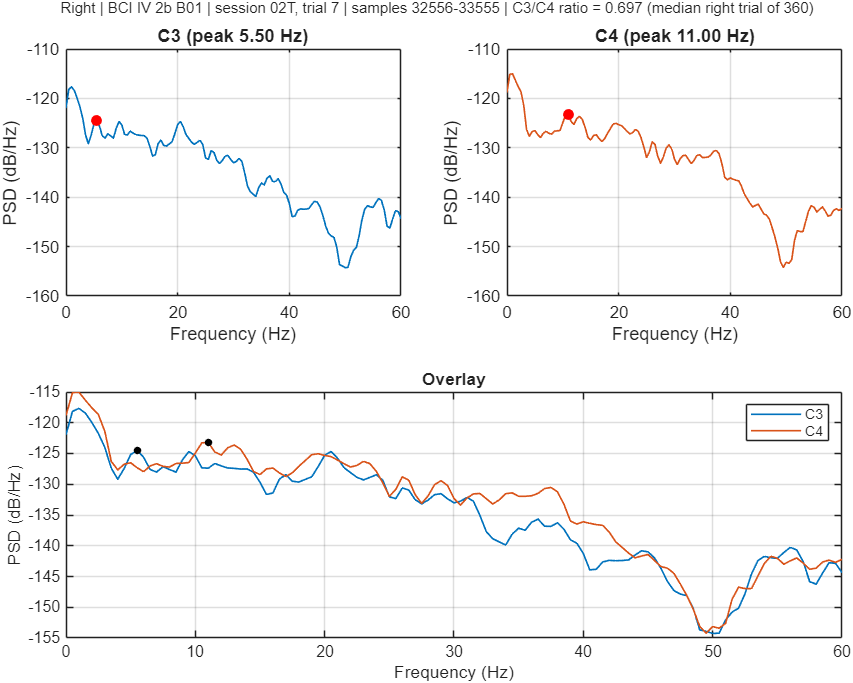 Right | BCI IV 2b B01 | session 02T, trial 7 | samples 32556-33555 | C3/C4 ratio = 0.697 (median right trial of 360)
C3 (peak 5.50 Hz)
-110
-120
-130
-140
-150
-160
PSD (dB/Hz)
0 20 40 60
Frequency (Hz)
C4 (peak 11.00 Hz)
-110
-120
-130
-140
-150
-160
PSD (dB/Hz)
0 20 40 60
Frequency (Hz)
Overlay
-115
-120
-125
-130
-135
-140
-145
-150
-155
PSD (dB/Hz)
C3
C4
0 10 20 30 40 50 60
Frequency (Hz)